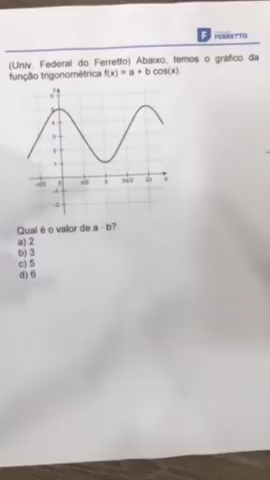 FERRETTO
(Univ. Federal do Ferretto) Abaixo, temos o gráfico da
função trigonométrica f(x) = a + b cos(x).
Qual é o valor de a · b?
a) 2
b) 3
c) 5
d) 6